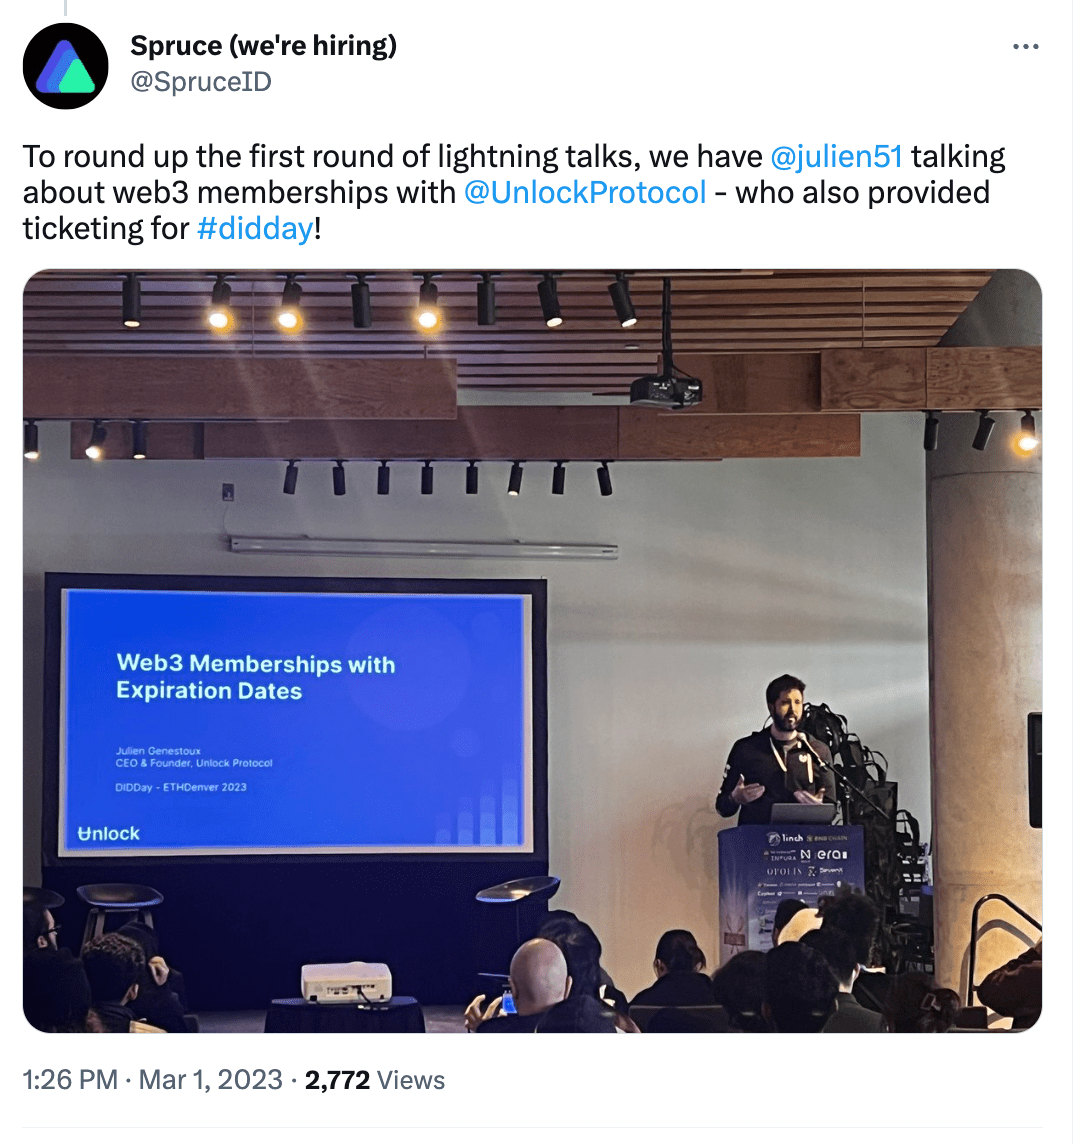 Spruce (we're hiring)
@SpruceID
To round up the first round of lightning talks, we have @julien51 talking
about web3 memberships with @UnlockProtocol - who also provided
ticketing for #didday!
Web3 Memberships with
Expiration Dates
Julien Genestoux
CEO & Founder, Unlock Protocol
DIDDay - ETHDenver 2023
Unlock
1inch BNB CHAIN
INFURA
OPOLIS
1:26 PM · Mar 1, 2023 · 2,772 Views